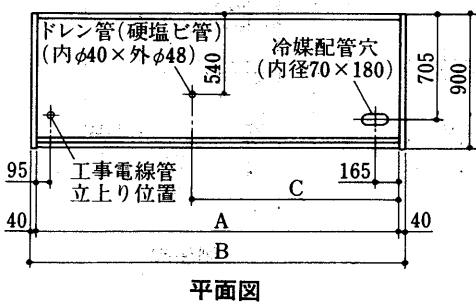 ドレン管(硬塩ビ管)
(内φ40×外φ48)
540
冷媒配管穴
(内径70×180)
705
900
95
工事電線管
立上り位置
165
C
40
A
40
B
平面図